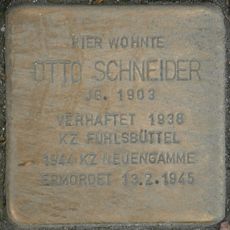 HIER WOHNTE
OTTO SCHNEIDER
JG. 1903
VERHAFTET 1938
KZ FUHLSBÜTTEL
1944 KZ NEUENGAMME
ERMORDET 13.2.1945